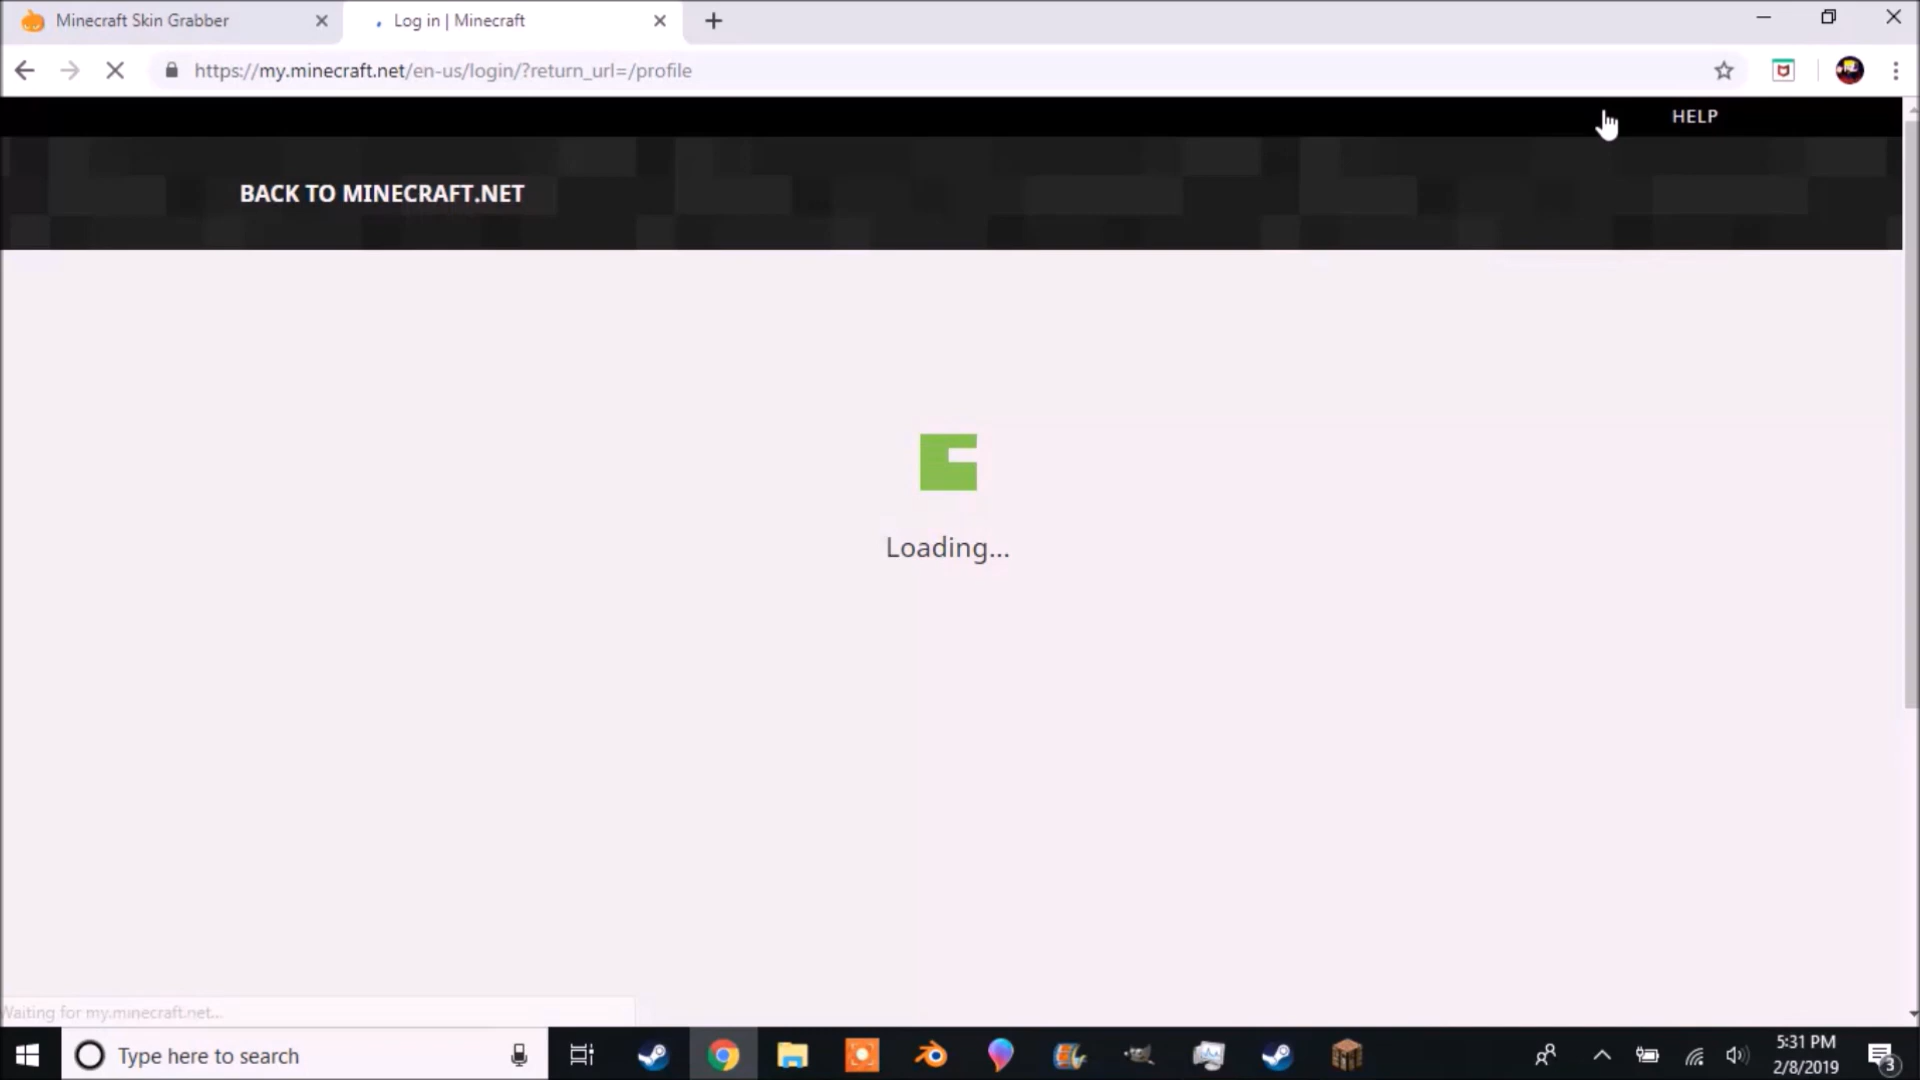 Minecraft Skin Grabber
Log in | Minecraft
https://my.minecraft.net/en-us/login/?return_url=/profile
HELP
BACK TO MINECRAFT.NET
Loading...
Waiting for my.minecraft.net...
Type here to search
5:31 PM
2/8/2019
3